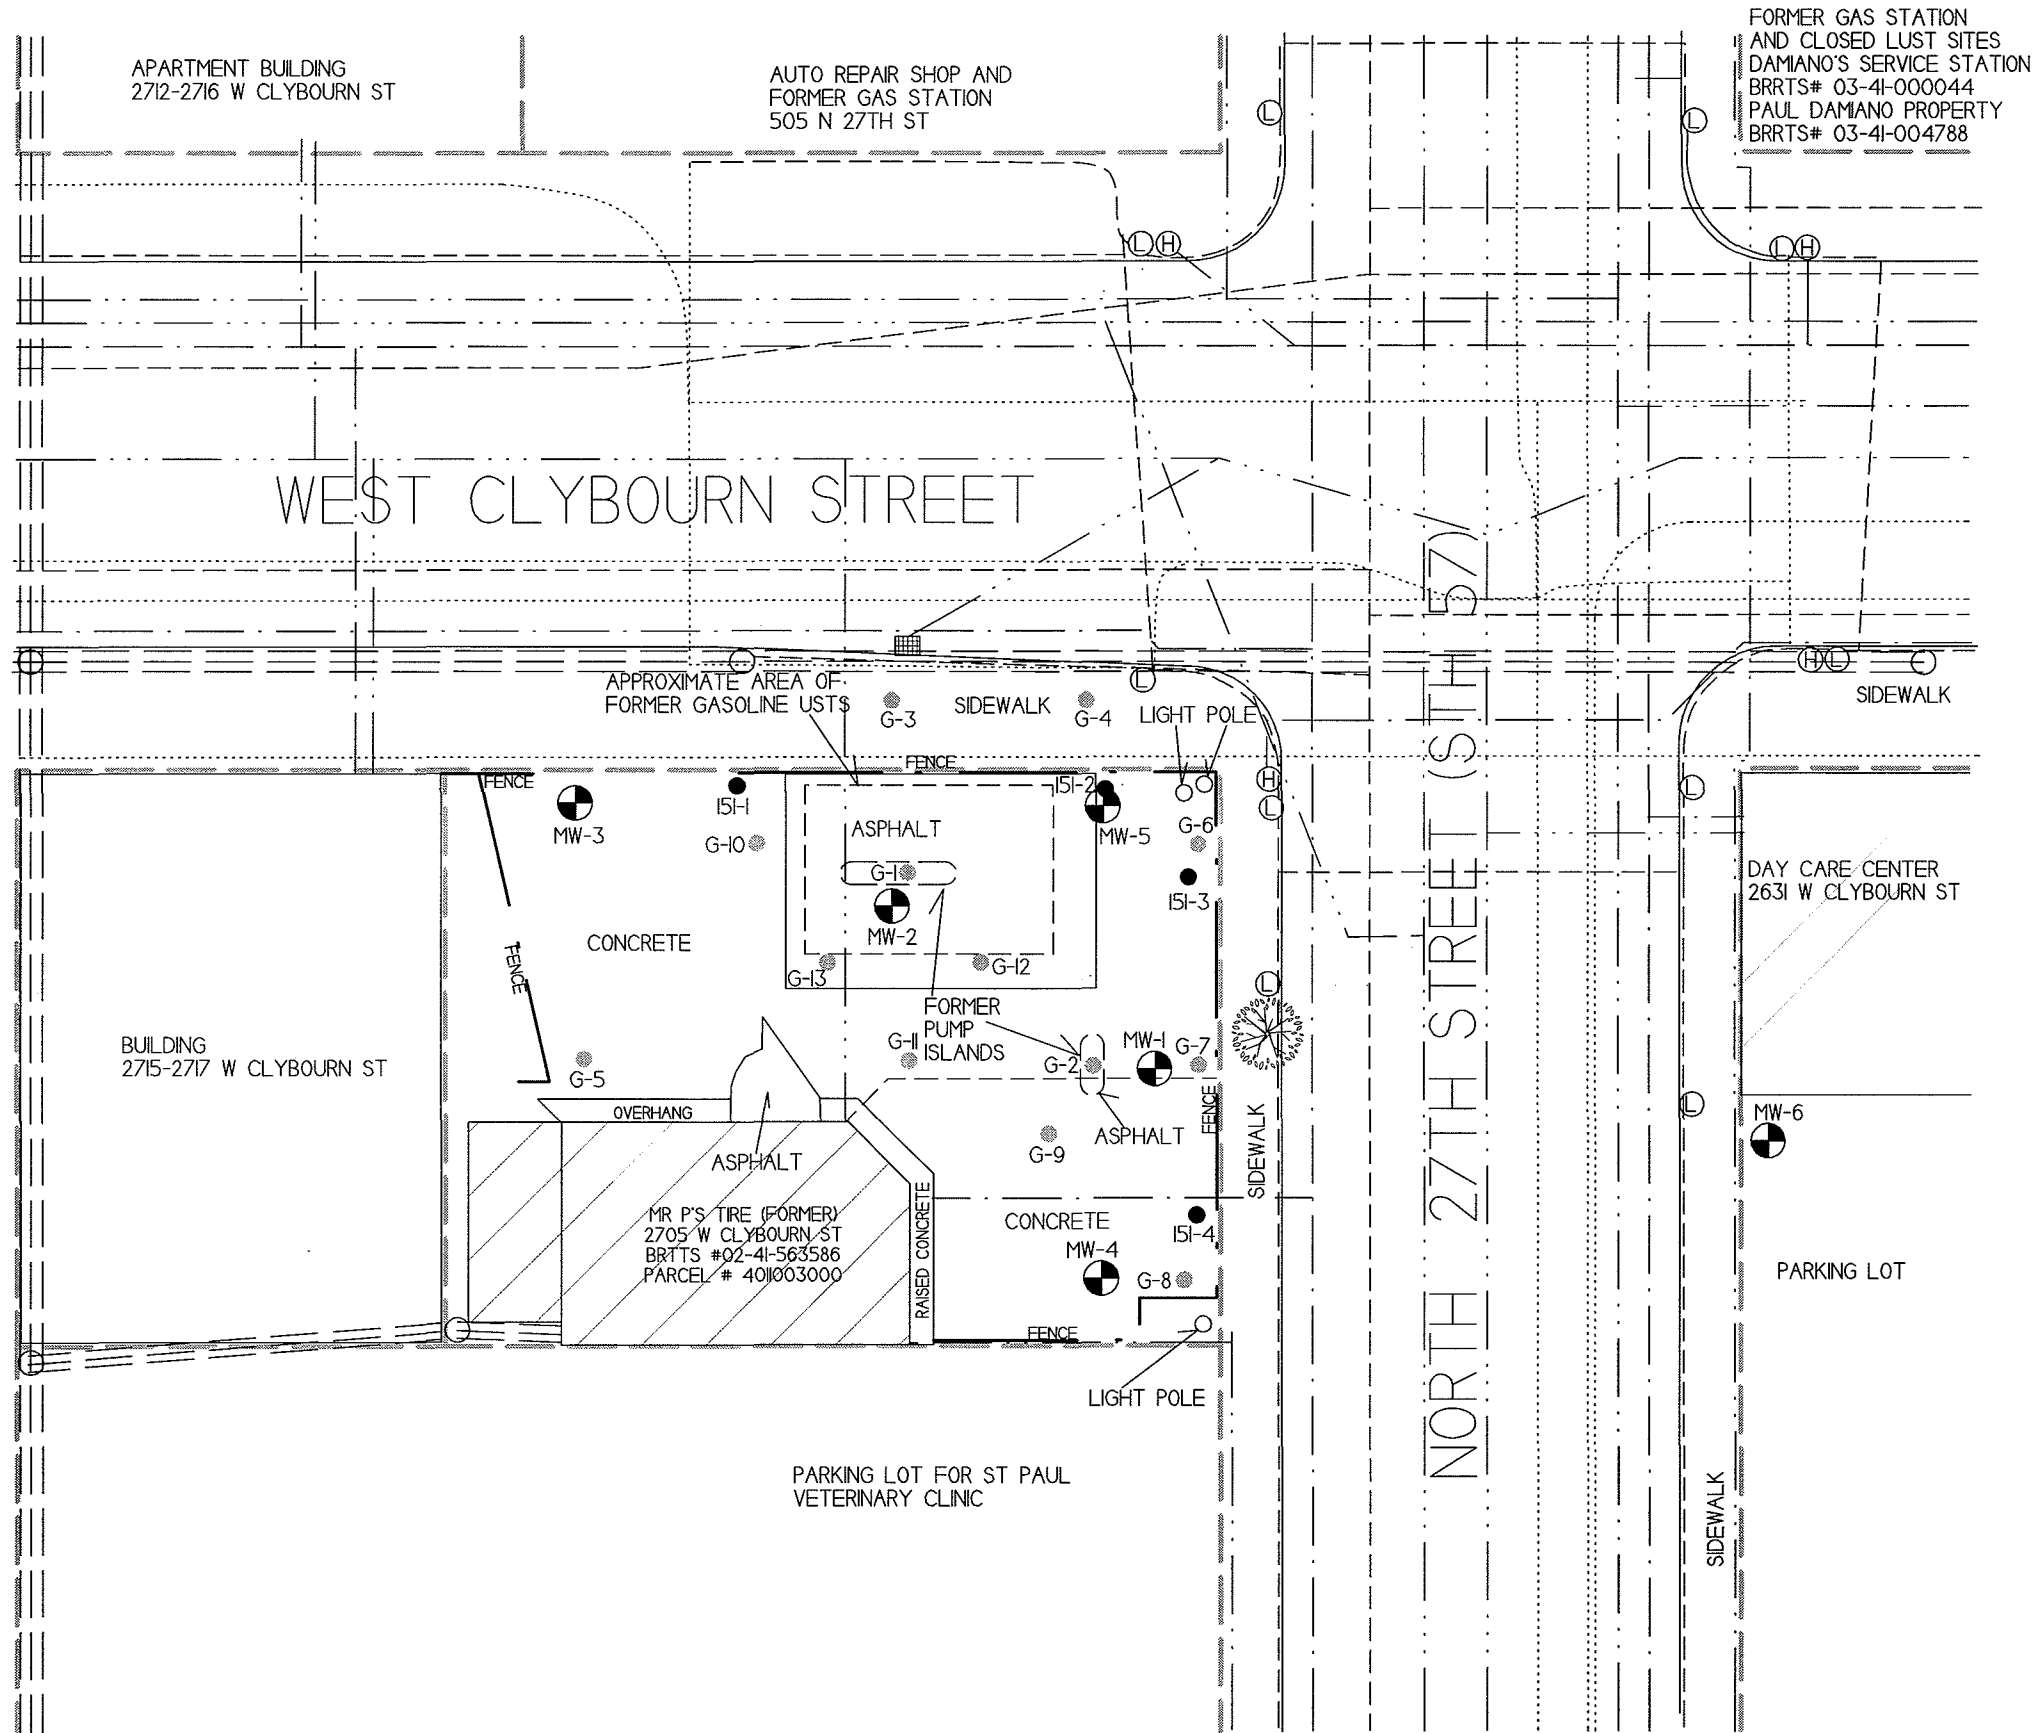 FORMER GAS STATION
AND CLOSED LUST SITES
DAMIANO'S SERVICE STATION
BRRTS# 03-41-000044
PAUL DAMIANO PROPERTY
BRRTS# 03-41-004788
APARTMENT BUILDING
2712-2716 W CLYBOURN ST
AUTO REPAIR SHOP AND
FORMER GAS STATION
505 N 27TH ST
L
L
L H
L H
WEST CLYBOURN STREET
NORTH 27TH STREET (STH 57)
H L
SIDEWALK
L
APPROXIMATE AREA OF
FORMER GASOLINE USTS
G-3
SIDEWALK
G-4
LIGHT POLE
FENCE
FENCE
H
L
L
151-1
151-2
MW-3
MW-5
G-6
G-10
ASPHALT
G-1
151-3
MW-2
DAY CARE CENTER
2631 W CLYBOURN ST
CONCRETE
FENCE
G-13
G-12
L
FORMER
PUMP
ISLANDS
G-11
G-2
MW-1
G-7
BUILDING
2715-2717 W CLYBOURN ST
G-5
OVERHANG
FENCE
L
MW-6
ASPHALT
G-9
SIDEWALK
ASPHALT
MR P'S TIRE (FORMER)
2705 W CLYBOURN ST
BRTTS #02-41-563586
PARCEL # 4011003000
RAISED CONCRETE
CONCRETE
151-4
MW-4
G-8
PARKING LOT
FENCE
LIGHT POLE
PARKING LOT FOR ST PAUL
VETERINARY CLINIC
SIDEWALK